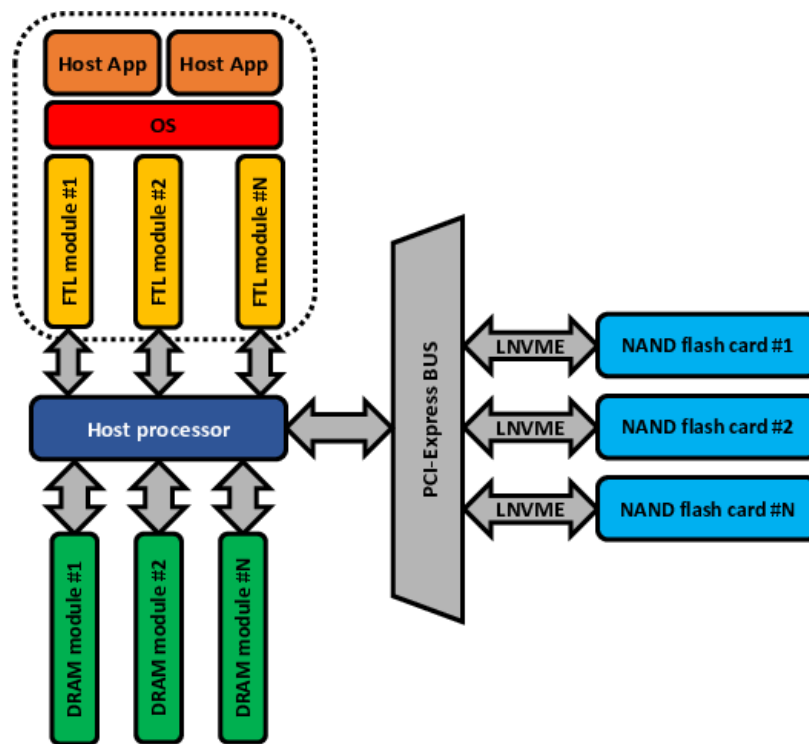 Host App
Host App
OS
FTL module #1
FTL module #2
FTL module #N
Host processor
DRAM module #1
DRAM module #2
DRAM module #N
PCI-Express BUS
LNVME
NAND flash card #1
LNVME
NAND flash card #2
LNVME
NAND flash card #N